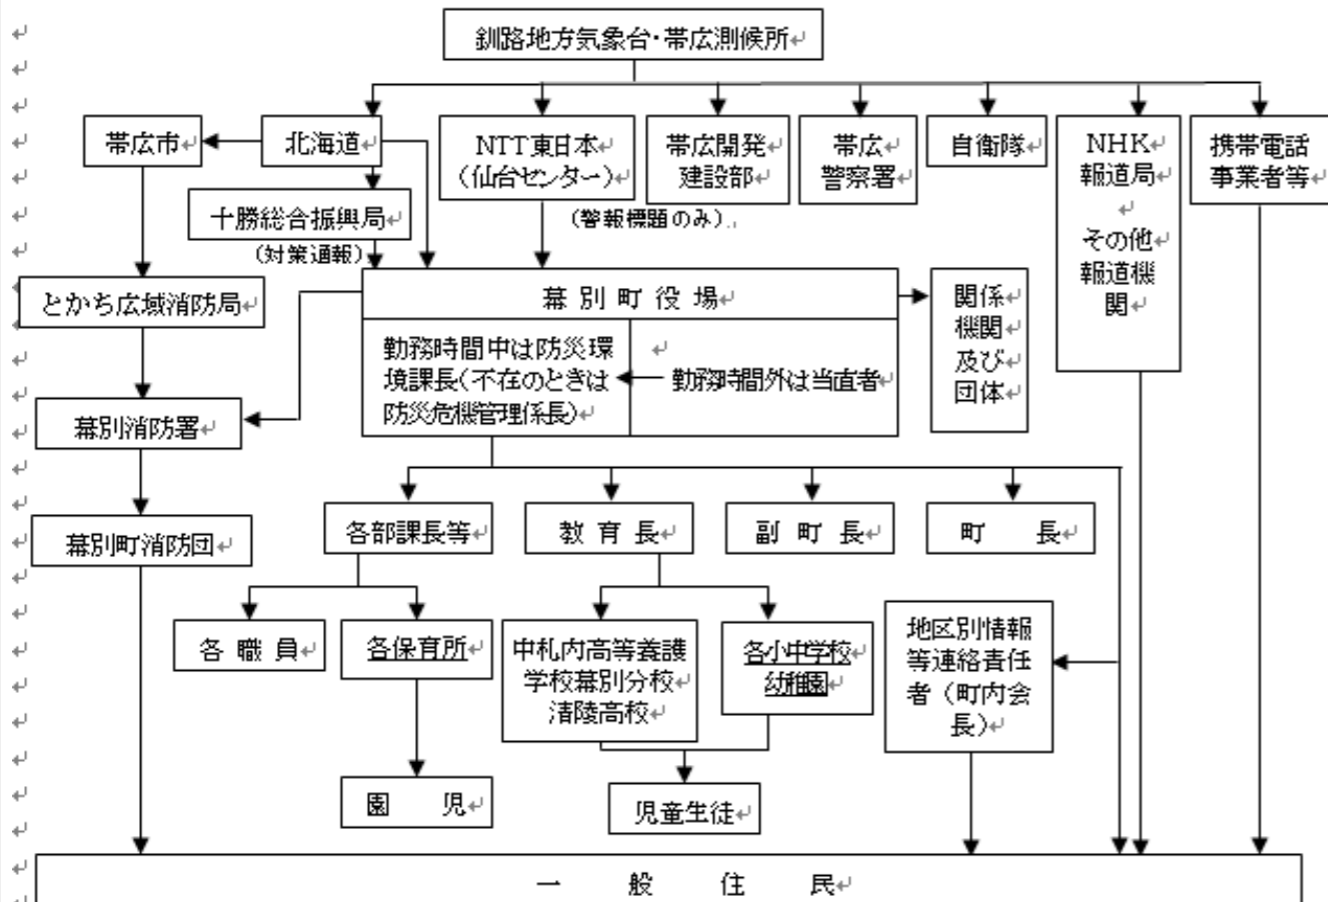 釧路地方気象台・帯広測候所
帯広市
北海道
NTT東日本
（仙台センター）
帯広開発
建設部
帯広
警察署
自衛隊
NHK
報道局
その他
報道機
関
携帯電話
事業者等
十勝総合振興局
（対策通報）
（警報標題のみ）
とかち広域消防局
幕別町役場
関係
機関
及び
団体
勤務時間中は防災環
境課長（不在のときは
防災危機管理係長）
勤務時間外は当直者
幕別消防署
幕別町消防団
各部課長等
教育長
副町長
町長
各職員
各保育所
中札内高等養護
学校幕別分校
清陵高校
各小中学校
幼稚園
地区別情報
等連絡責任
者（町内会
長）
園児
児童生徒
一般住民